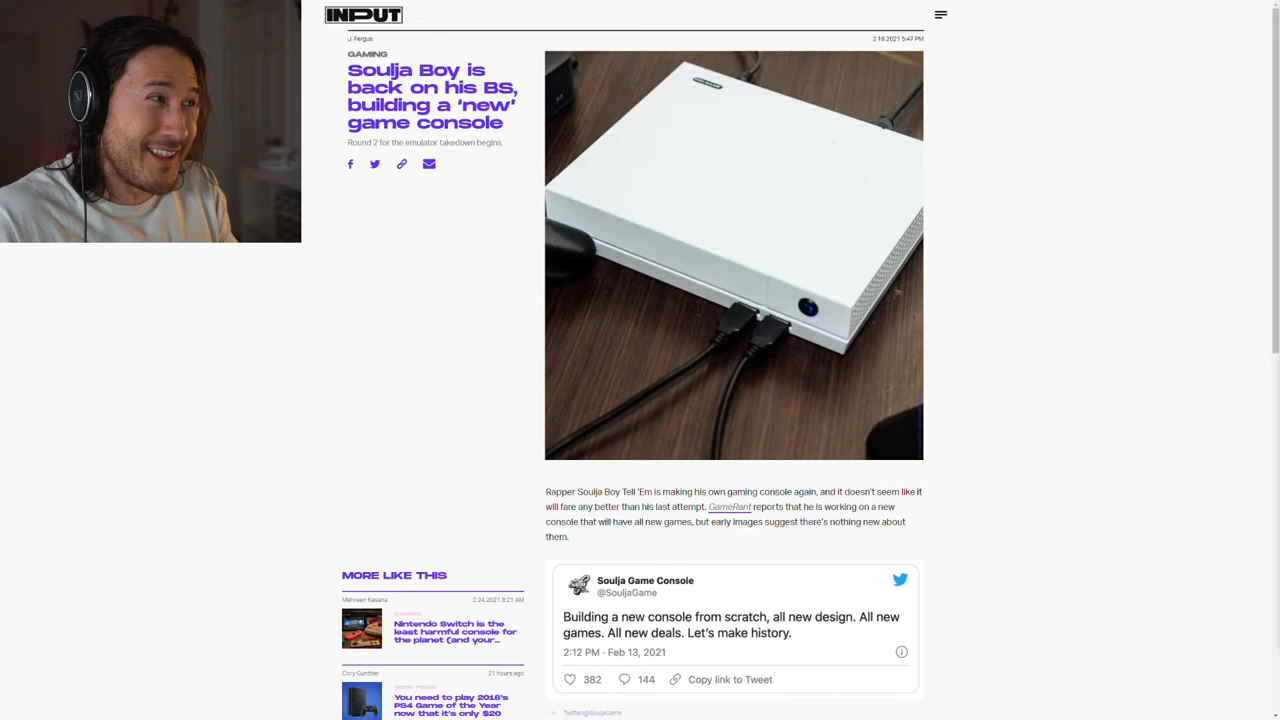 INPUT
J. Fergus
2.19.2021 5:47 PM
GAMING
Soulja Boy is
back on his BS,
building a 'new'
game console
Round 2 for the emulator takedown begins.
Rapper Soulja Boy Tell 'Em is making his own gaming console again, and it doesn't seem like it
will fare any better than his last attempt. GameRant reports that he is working on a new
console that will have all new games, but early images suggest there's nothing new about
them.
Soulja Game Console
@SouljaGame
Building a new console from scratch, all new design. All new
games. All new deals. Let's make history.
2:12 PM · Feb 13, 2021
382
144
Copy link to Tweet
Twitter/@SouljaGame
MORE LIKE THIS
Mehreen Kasana
2.24.2021 8:21 AM
Nintendo Switch is the
least harmful console for
the planet (and your...
Cory Gunther
21 hours ago
You need to play 2018's
PS4 Game of the Year
now that it's only $20